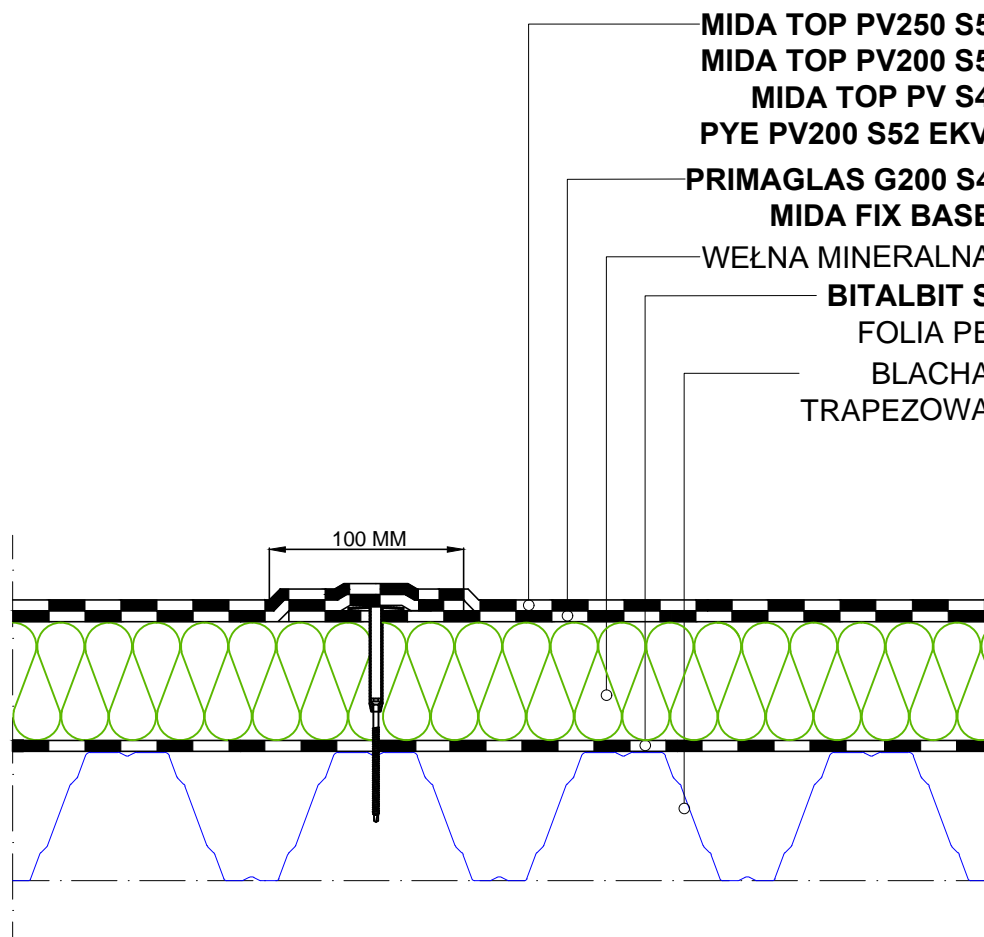 MIDA TOP PV250 S5
MIDA TOP PV200 S5
MIDA TOP PV S4
PYE PV200 S52 EKV
PRIMAGLAS G200 S4
MIDA FIX BASE
WEŁNA MINERALNA
BITALBIT S
FOLIA PE
BLACHA
TRAPEZOWA
100 MM